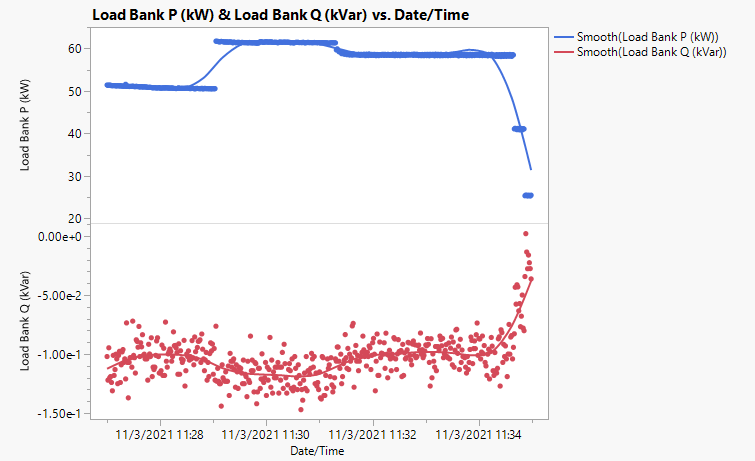 Load Bank P (kW) & Load Bank Q (kVar) vs. Date/Time
Smooth(Load Bank P (kW))
Smooth(Load Bank Q (kVar))
Load Bank P (kW)
60
50
40
30
20
Load Bank Q (kVar)
0.00e+0
-5.00e-2
-1.00e-1
-1.50e-1
11/3/2021 11:28 11/3/2021 11:30 11/3/2021 11:32 11/3/2021 11:34
Date/Time